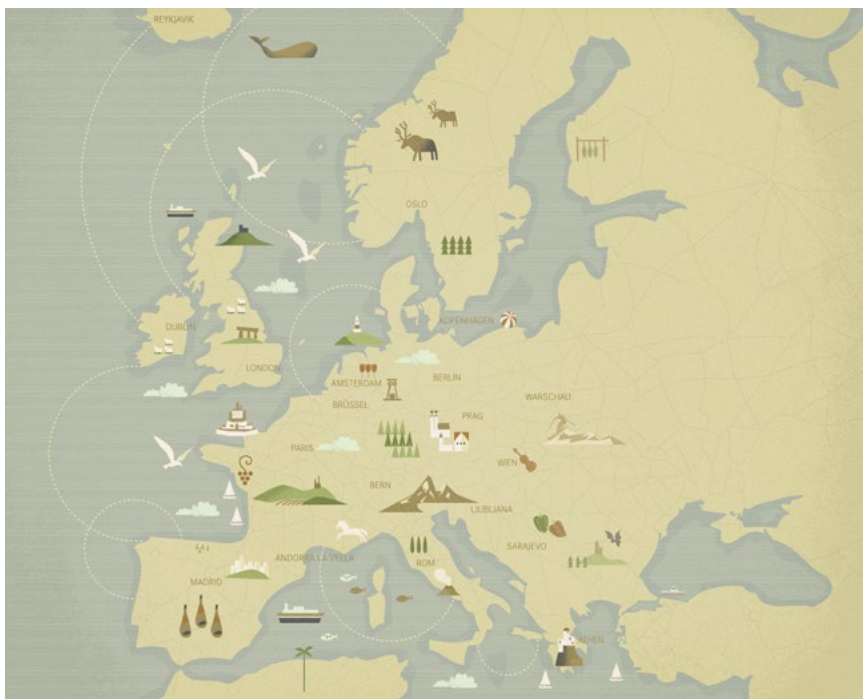 REYKJAVIK
OSLO
DUBLIN
KOPENHAGEN
LONDON
AMSTERDAM
BERLIN
BRÜSSEL
WARSCHAU
PRAG
PARIS
WIEN
BERN
LJUBLJANA
SARAJEVO
ANDORRA LA VELLA
ROM
MADRID
ATHEN